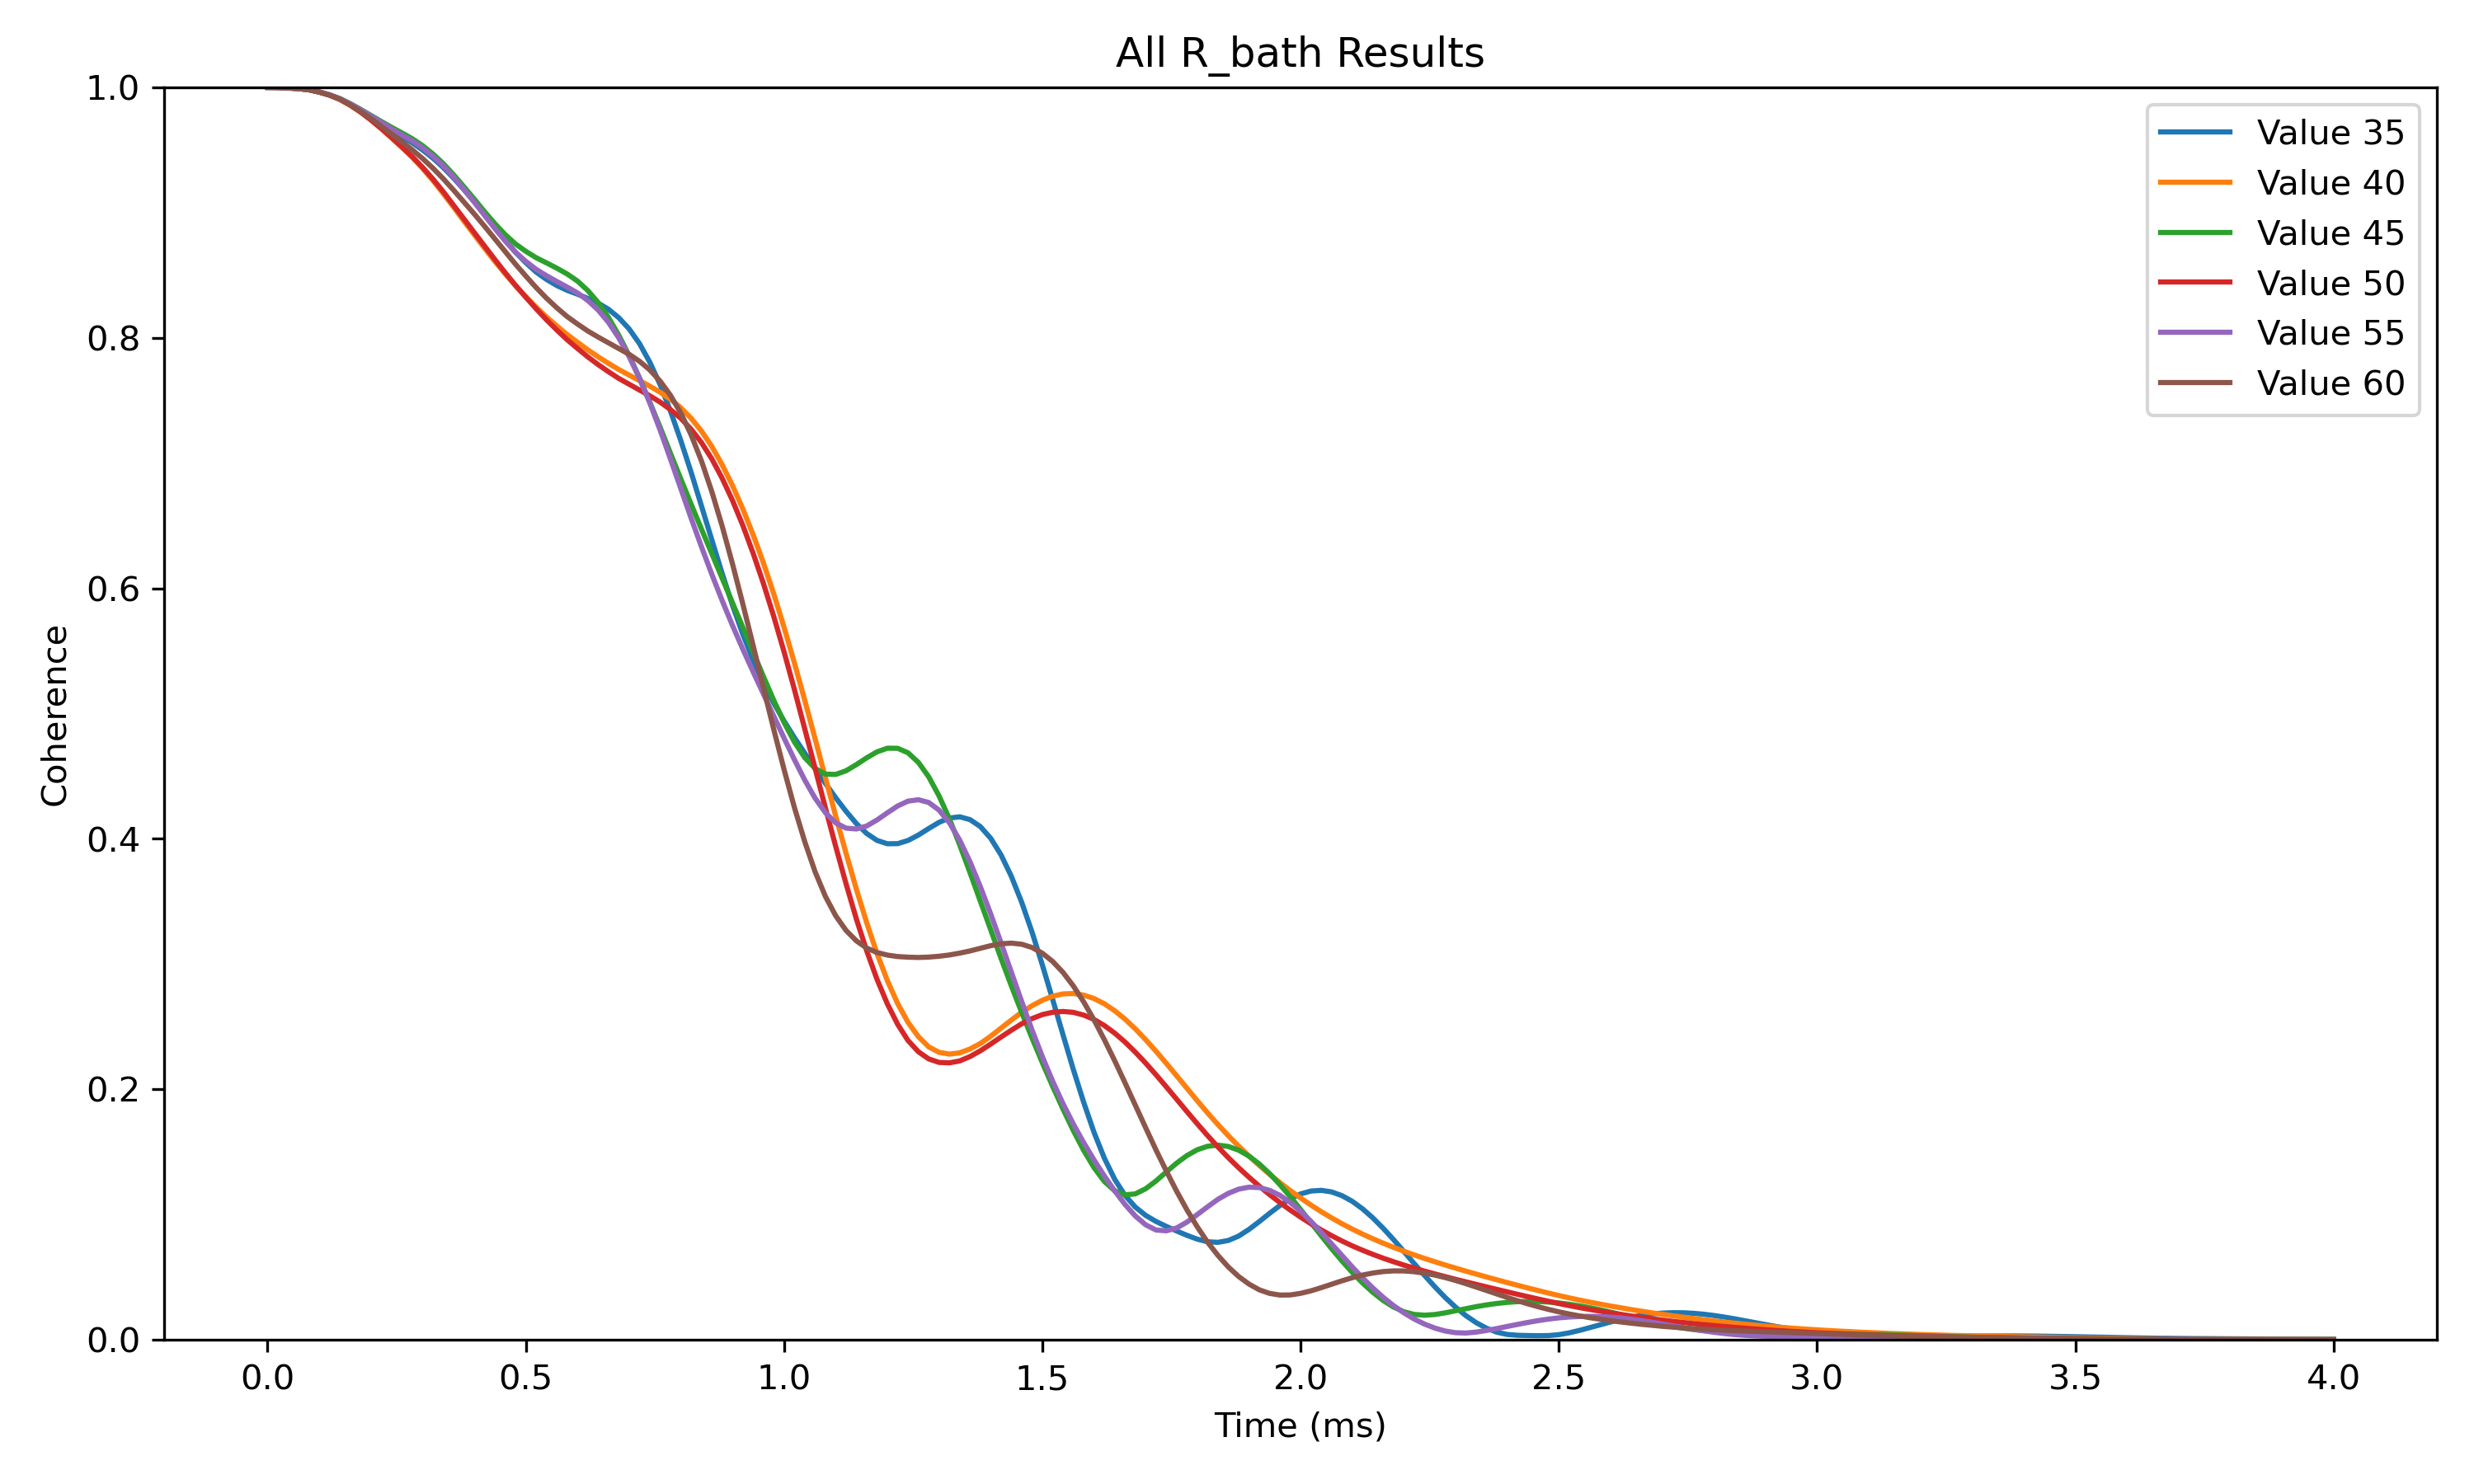 All R_bath Results
1.0
0.8
0.6
0.4
0.2
0.0
Coherence
Value 35
Value 40
Value 45
Value 50
Value 55
Value 60
0.0 0.5 1.0 1.5 2.0 2.5 3.0 3.5 4.0
Time (ms)